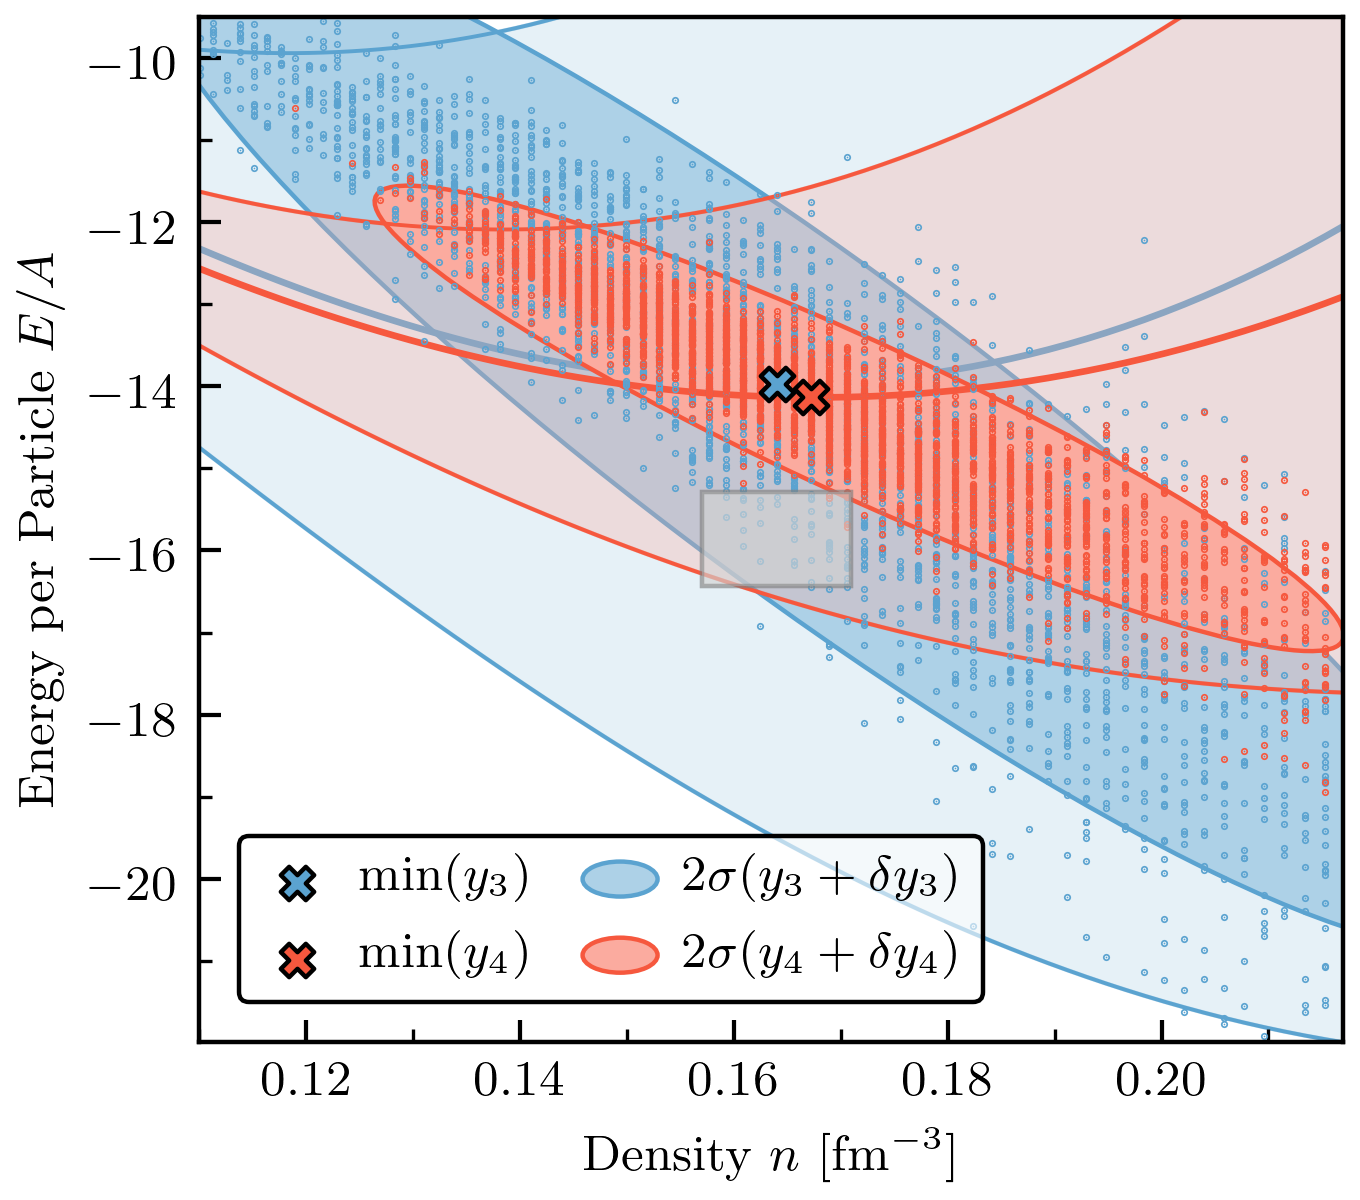 Energy per Particle E/A
−10
−12
−14
−16
−18
−20
min(y₃) 2σ(y₃ + δy₃)
min(y₄) 2σ(y₄ + δy₄)
0.12 0.14 0.16 0.18 0.20
Density n [fm⁻³]